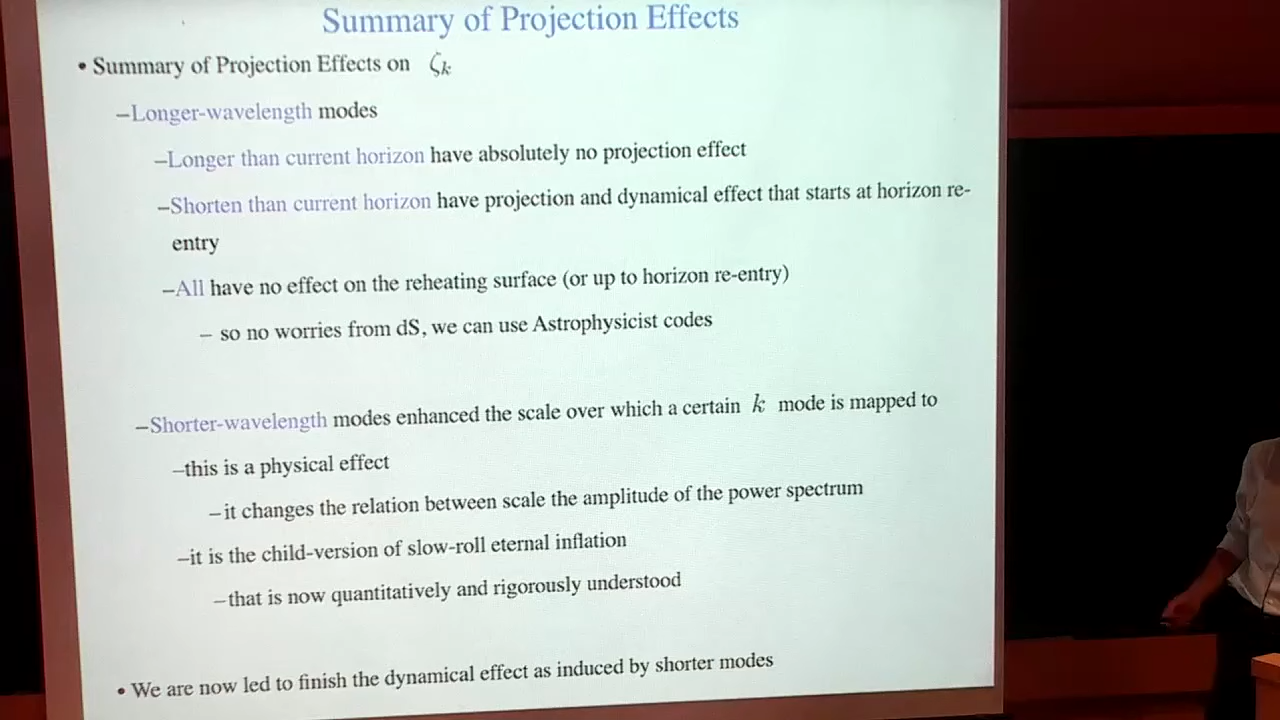 Summary of Projection Effects
• Summary of Projection Effects on ζₖ
–Longer-wavelength modes
–Longer than current horizon have absolutely no projection effect
–Shorten than current horizon have projection and dynamical effect that starts at horizon re-
entry
–All have no effect on the reheating surface (or up to horizon re-entry)
– so no worries from dS, we can use Astrophysicist codes
–Shorter-wavelength modes enhanced the scale over which a certain k mode is mapped to
–this is a physical effect
–it changes the relation between scale the amplitude of the power spectrum
–it is the child-version of slow-roll eternal inflation
–that is now quantitatively and rigorously understood
• We are now led to finish the dynamical effect as induced by shorter modes